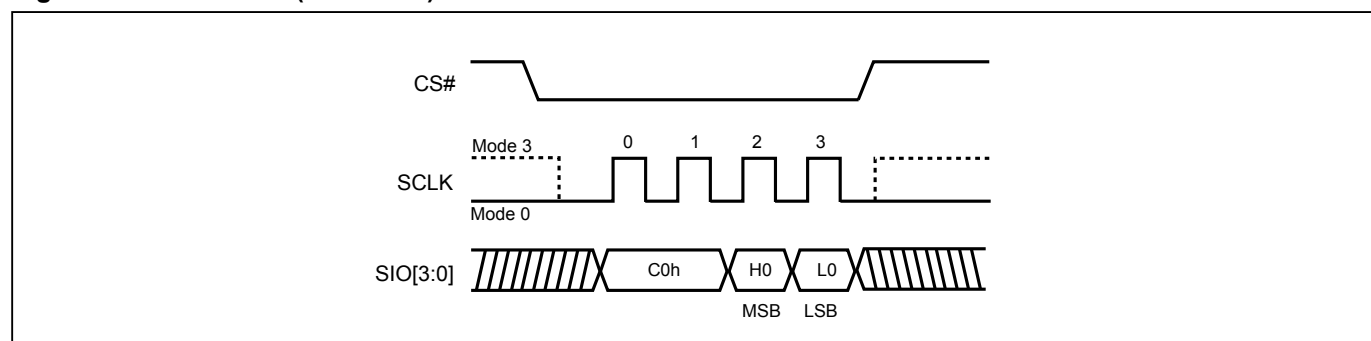 CS#
Mode 3 0 1 2 3
SCLK
Mode 0
SIO[3:0] C0h H0 L0
MSB LSB